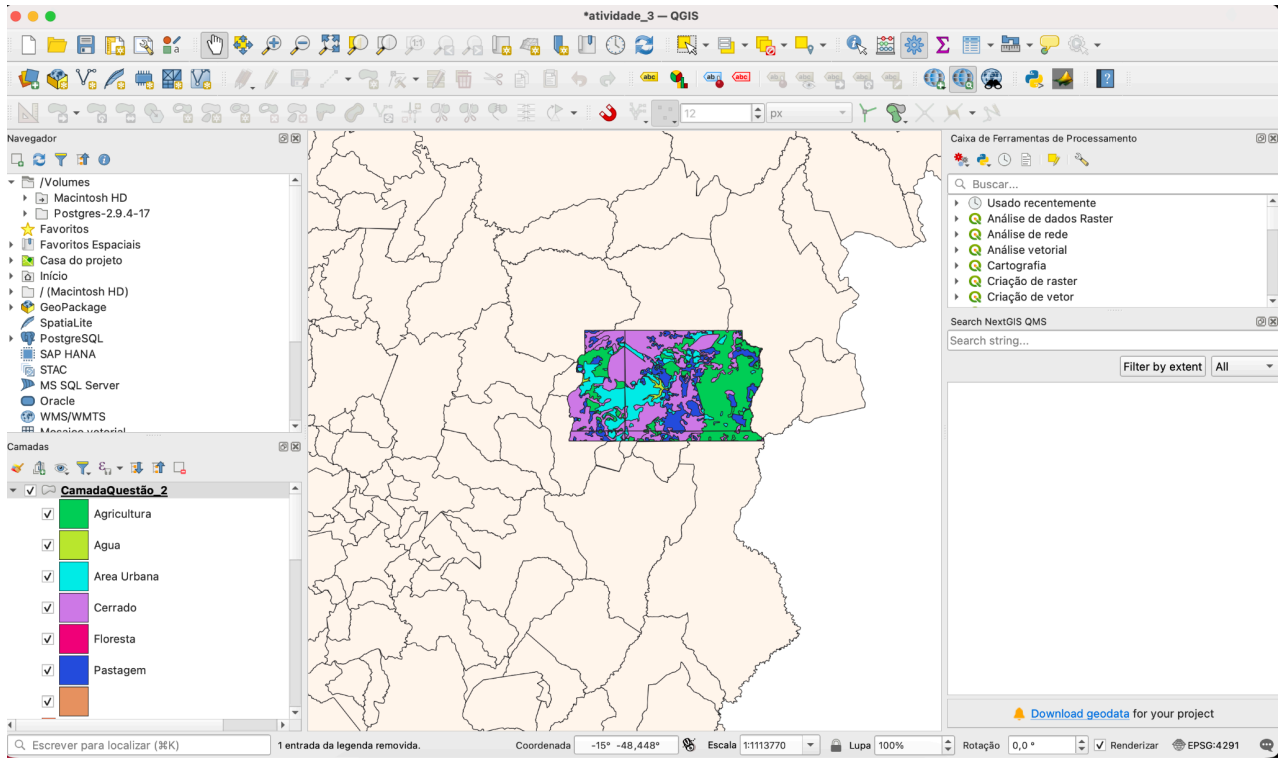 *atividade_3 — QGIS
abc
abc
abc
12
px
Navegador
/Volumes
Macintosh HD
Postgres-2.9.4-17
Favoritos
Favoritos Espaciais
Casa do projeto
Início
/ (Macintosh HD)
GeoPackage
SpatiaLite
PostgreSQL
SAP HANA
STAC
MS SQL Server
Oracle
WMS/WMTS
Mosaico vetorial
Camadas
CamadaQuestão_2
Agricultura
Agua
Area Urbana
Cerrado
Floresta
Pastagem
Caixa de Ferramentas de Processamento
Buscar...
Usado recentemente
Análise de dados Raster
Análise de rede
Análise vetorial
Cartografia
Criação de raster
Criação de vetor
Search NextGIS QMS
Search string...
Filter by extent
All
Download geodata for your project
Escrever para localizar (⌘K)
1 entrada da legenda removida.
Coordenada
-15° -48,448°
Escala
1:1113770
Lupa
100%
Rotação
0,0 °
Renderizar
EPSG:4291